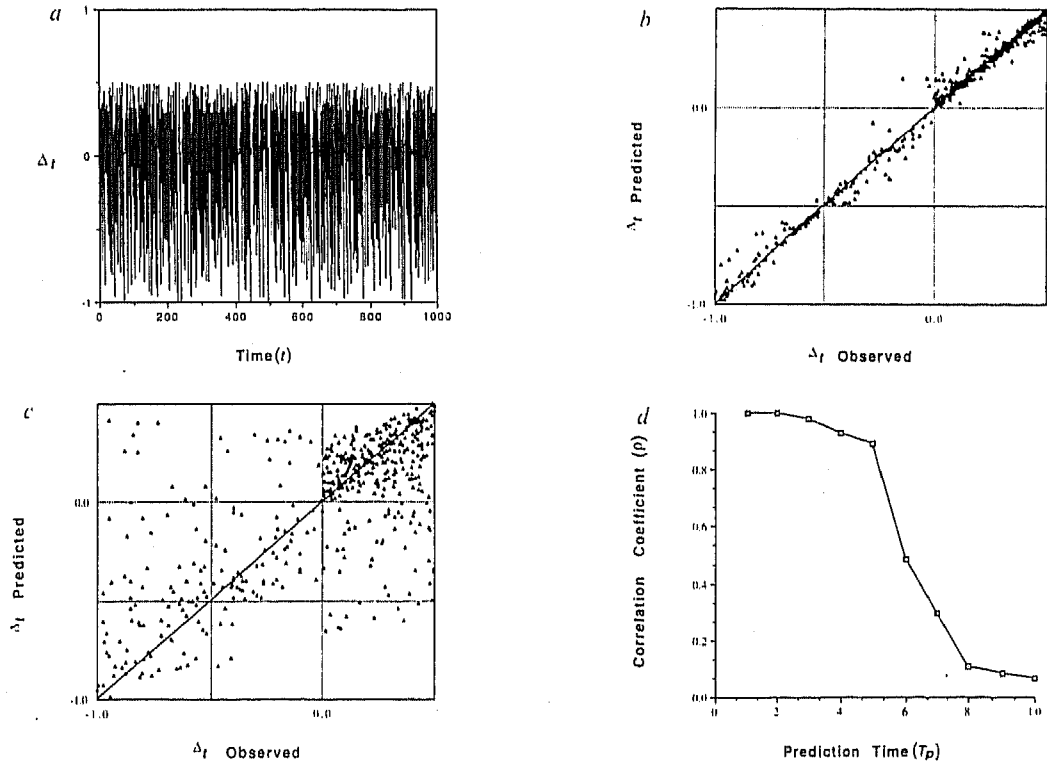 a
1
0
-1
Δt
0
200
400
600
800
1000
Time(t)
b
0.0
-1.0
Δt Predicted
-1.0
0.0
Δt Observed
c
0.0
-1.0
Δt Predicted
-1.0
0.0
Δt Observed
d
1.0
0.8
0.6
0.4
0.2
0.0
Correlation Coefficient (ρ)
0
2
4
6
8
10
Prediction Time(Tp)